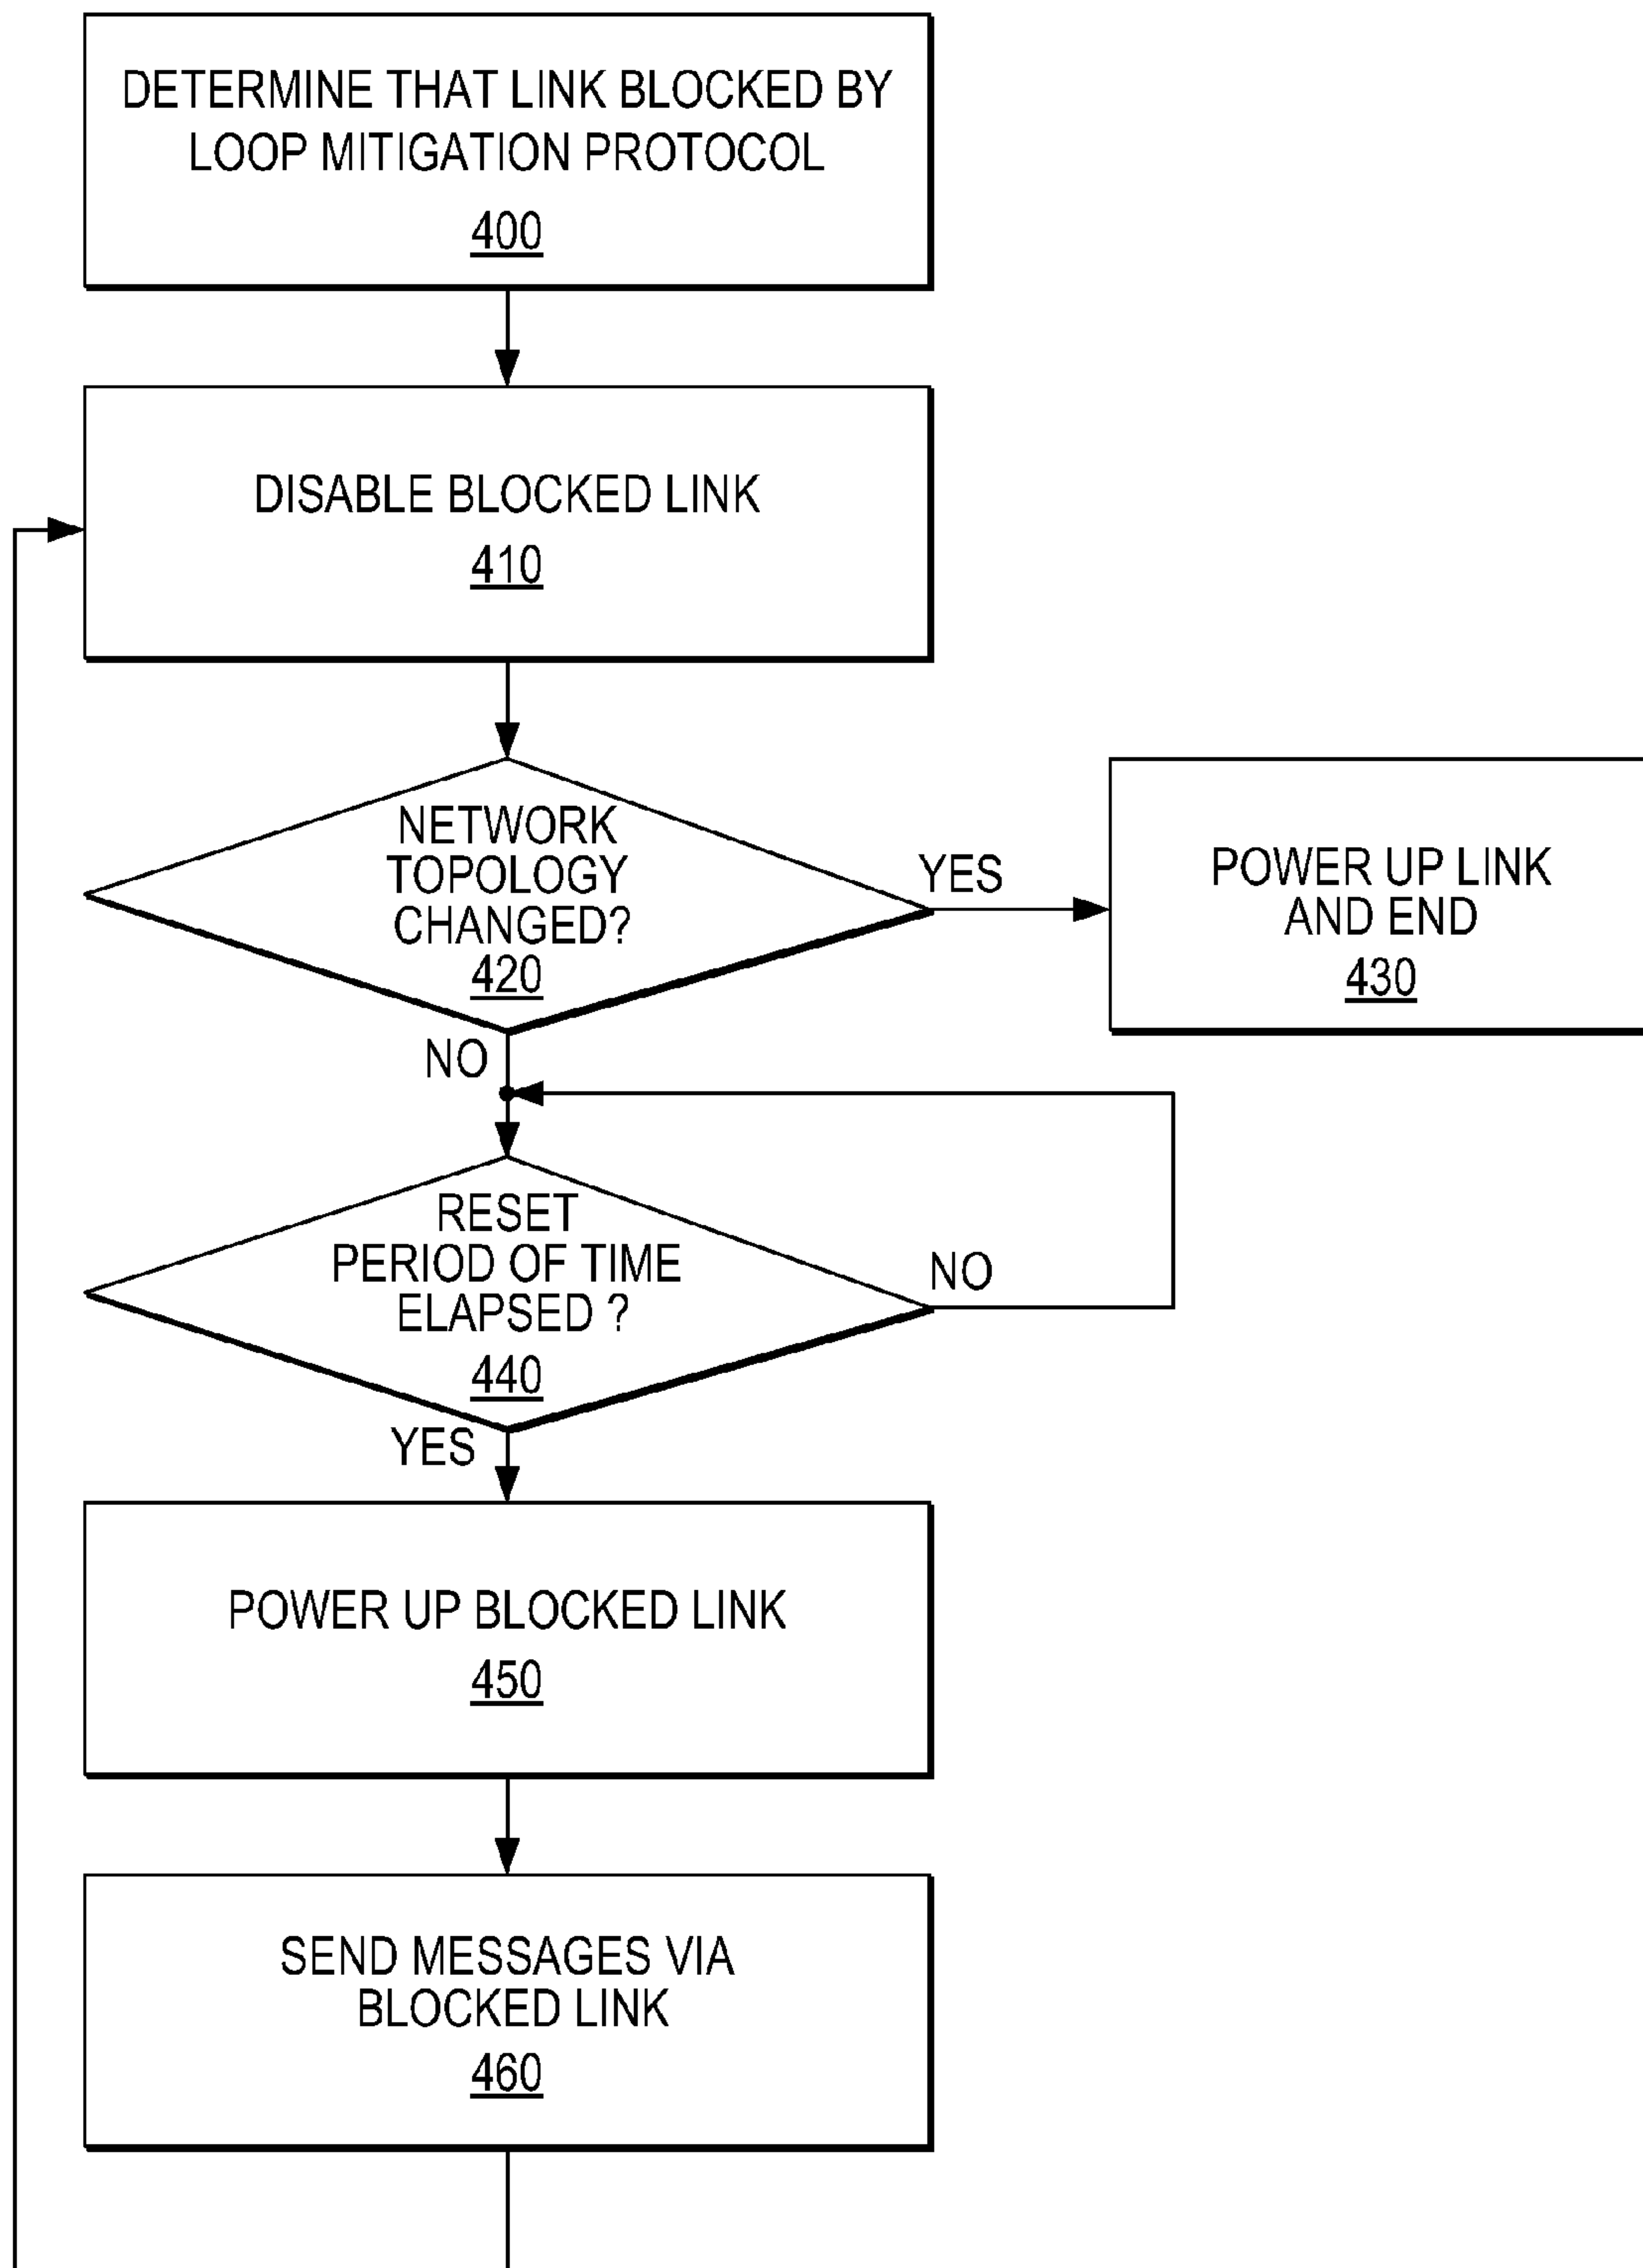 DETERMINE THAT LINK BLOCKED BY
LOOP MITIGATION PROTOCOL
400
DISABLE BLOCKED LINK
410
NETWORK
TOPOLOGY
CHANGED?
420
YES
POWER UP LINK
AND END
430
NO
RESET
PERIOD OF TIME
ELAPSED ?
440
NO
YES
POWER UP BLOCKED LINK
450
SEND MESSAGES VIA
BLOCKED LINK
460